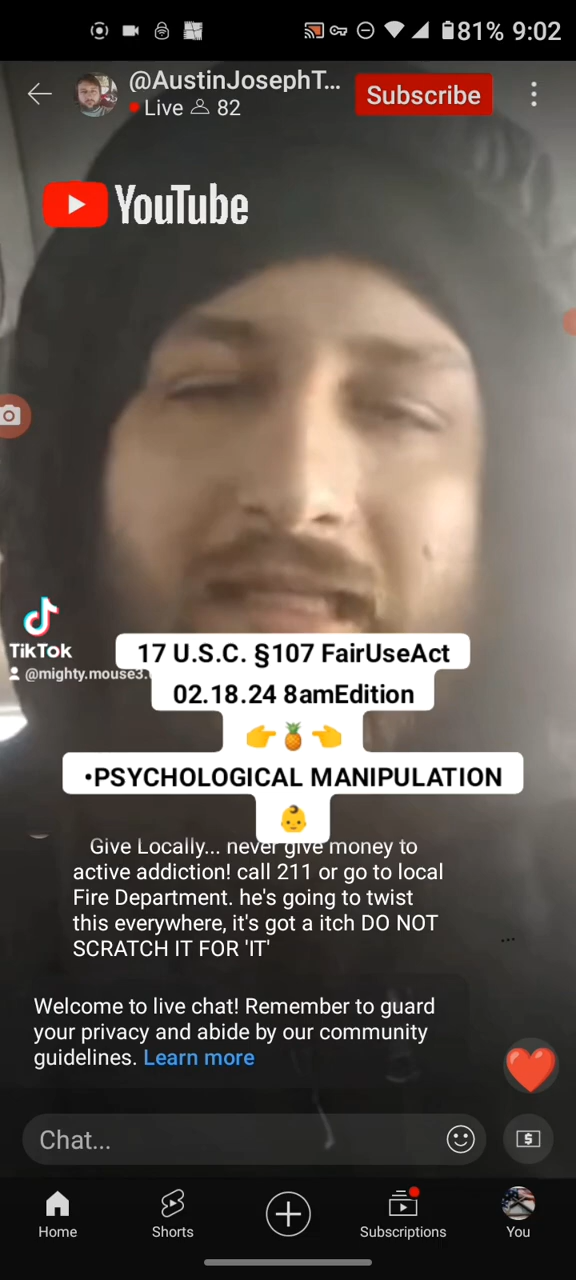 81% 9:02
@AustinJosephT...
Live 82
Subscribe
YouTube
TikTok
@mighty.mouse3.
17 U.S.C. §107 FairUseAct
02.18.24 8amEdition
👉🍍👈
•PSYCHOLOGICAL MANIPULATION
👶
Give Locally... never give money to
active addiction! call 211 or go to local
Fire Department. he's going to twist
this everywhere, it's got a itch DO NOT
SCRATCH IT FOR 'IT'
Welcome to live chat! Remember to guard
your privacy and abide by our community
guidelines. Learn more
Chat...
Home
Shorts
Subscriptions
You